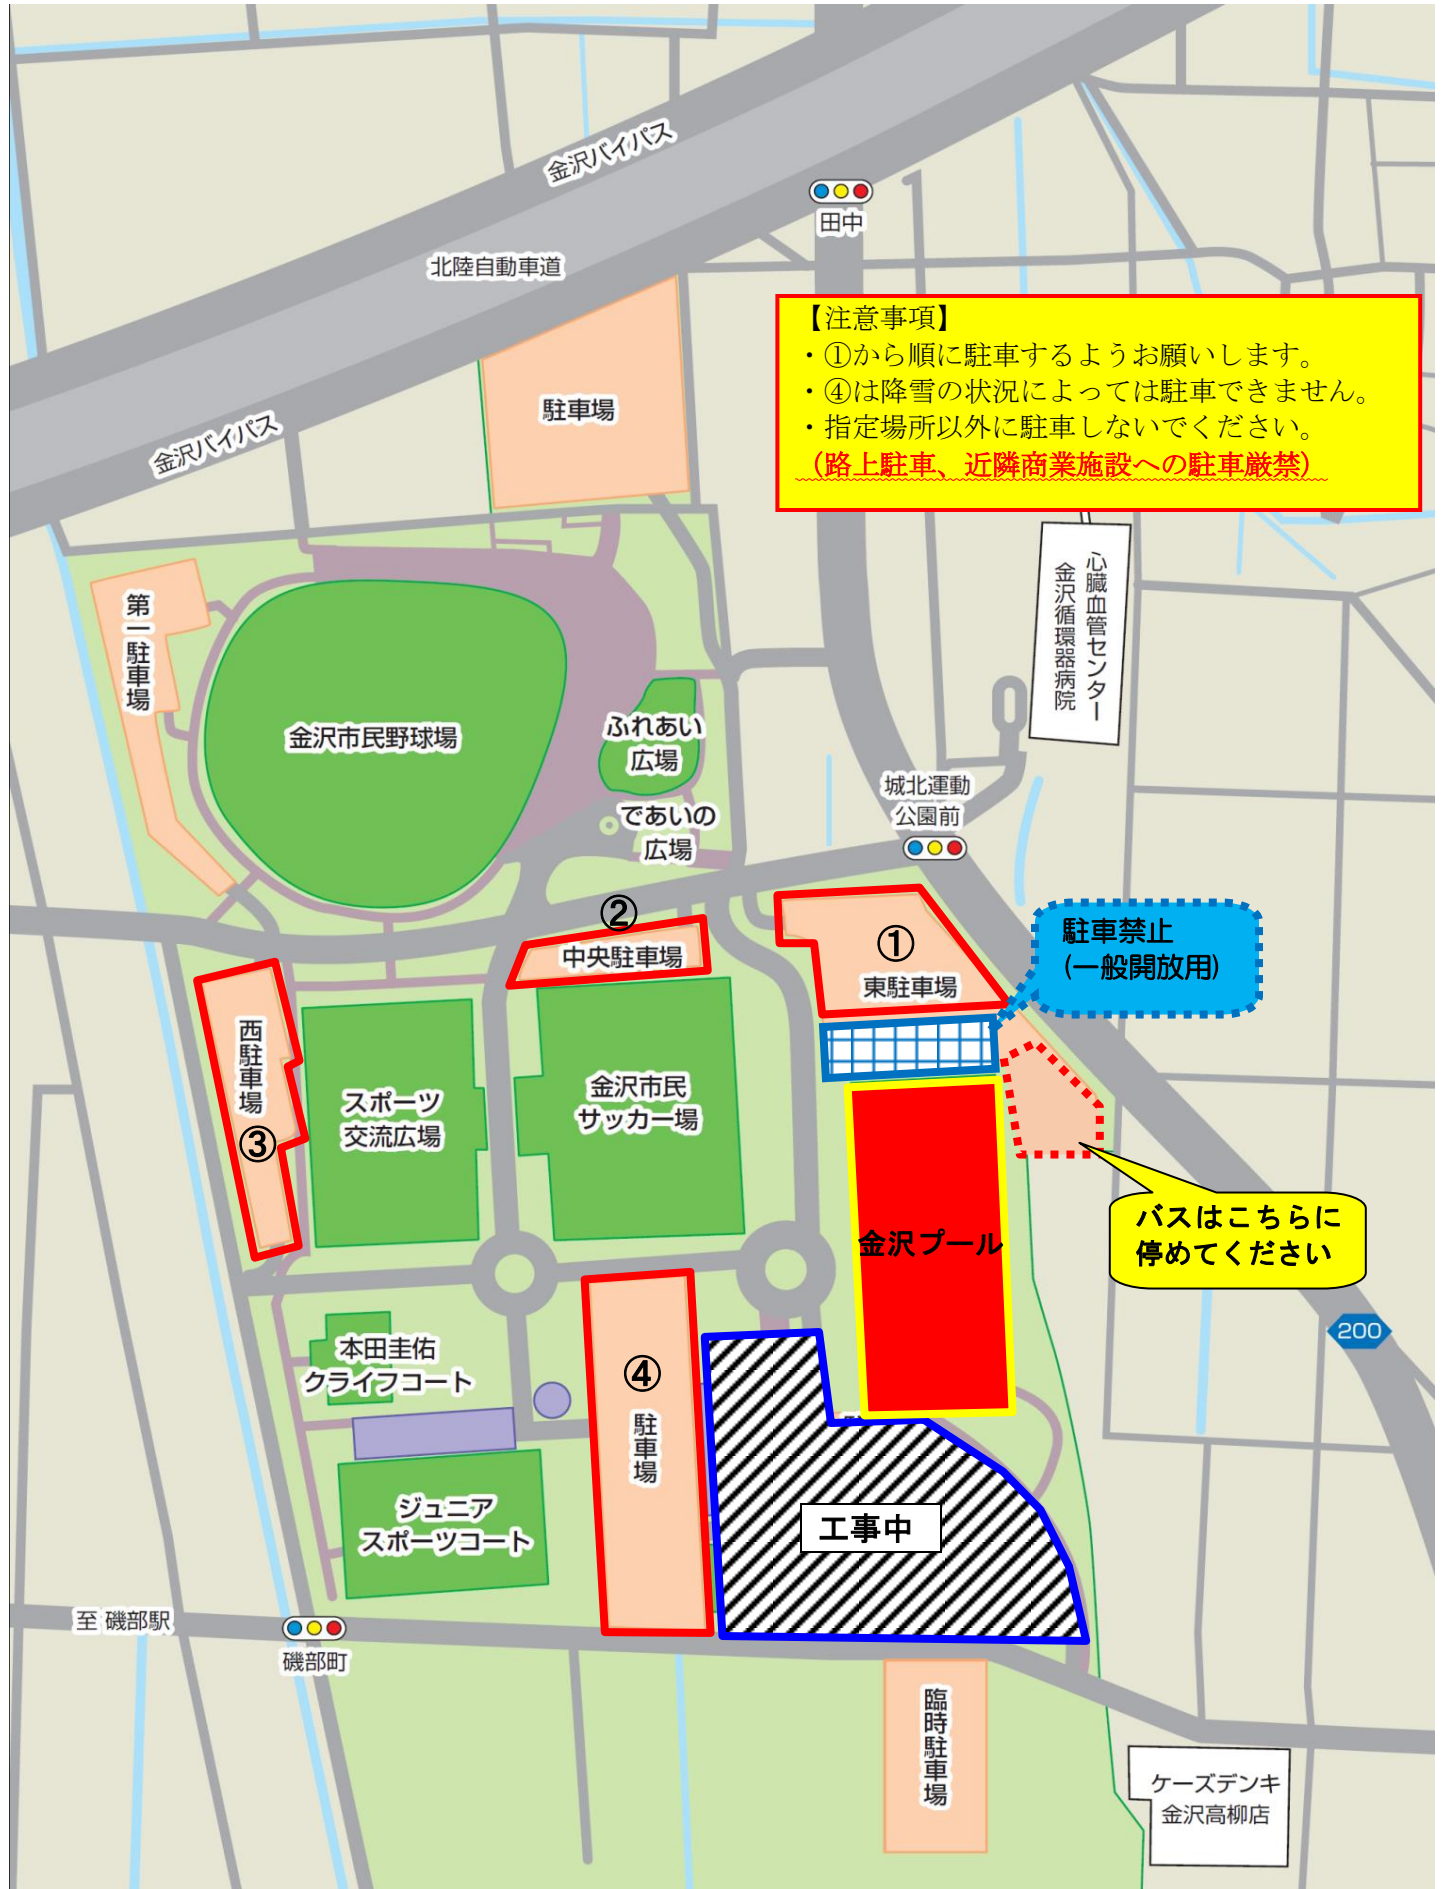 金沢バイパス
田中
北陸自動車道
【注意事項】
・①から順に駐車するようお願いします。
・④は降雪の状況によっては駐車できません。
・指定場所以外に駐車しないでください。
（路上駐車、近隣商業施設への駐車厳禁）
駐車場
金沢バイパス
心臓血管センター
金沢循環器病院
第一駐車場
金沢市民野球場
ふれあい
広場
城北運動
公園前
であいの
広場
②
中央駐車場
①
東駐車場
駐車禁止
(一般開放用)
西駐車場
③
スポーツ
交流広場
金沢市民
サッカー場
バスはこちらに
停めてください
金沢プール
200
本田圭佑
クライフコート
④
駐車場
ジュニア
スポーツコート
工事中
至 磯部駅
磯部町
臨時駐車場
ケーズデンキ
金沢高柳店